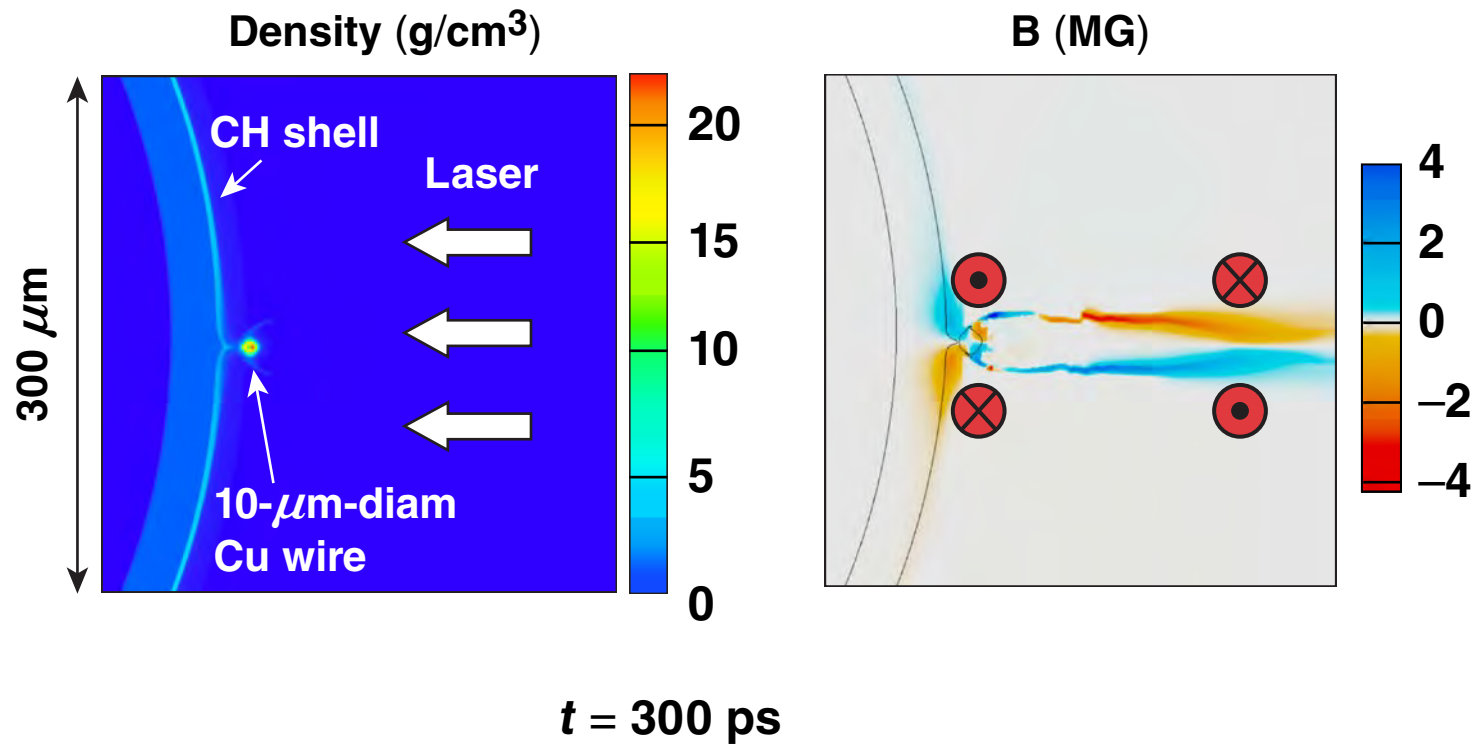 Density (g/cm³)
B (MG)
300 μm
CH shell
Laser
10-μm-diam
Cu wire
20
15
10
5
0
4
2
0
–2
–4
t = 300 ps